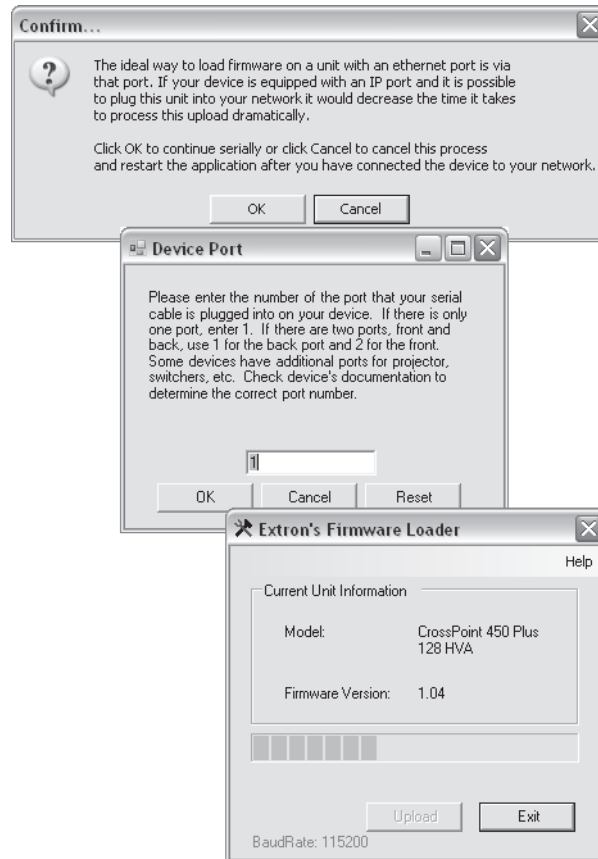 Confirm...
The ideal way to load firmware on a unit with an ethernet port is via
that port. If your device is equipped with an IP port and it is possible
to plug this unit into your network it would decrease the time it takes
to process this upload dramatically.
Click OK to continue serially or click Cancel to cancel this process
and restart the application after you have connected the device to your network.
OK Cancel
Device Port
Please enter the number of the port that your serial
cable is plugged into on your device. If there is only
one port, enter 1. If there are two ports, front and
back, use 1 for the back port and 2 for the front.
Some devices have additional ports for projector,
switchers, etc. Check device's documentation to
determine the correct port number.
1
OK Cancel Reset
Extron's Firmware Loader
Help
Current Unit Information
Model: CrossPoint 450 Plus
128 HVA
Firmware Version: 1.04
Upload Exit
BaudRate: 115200